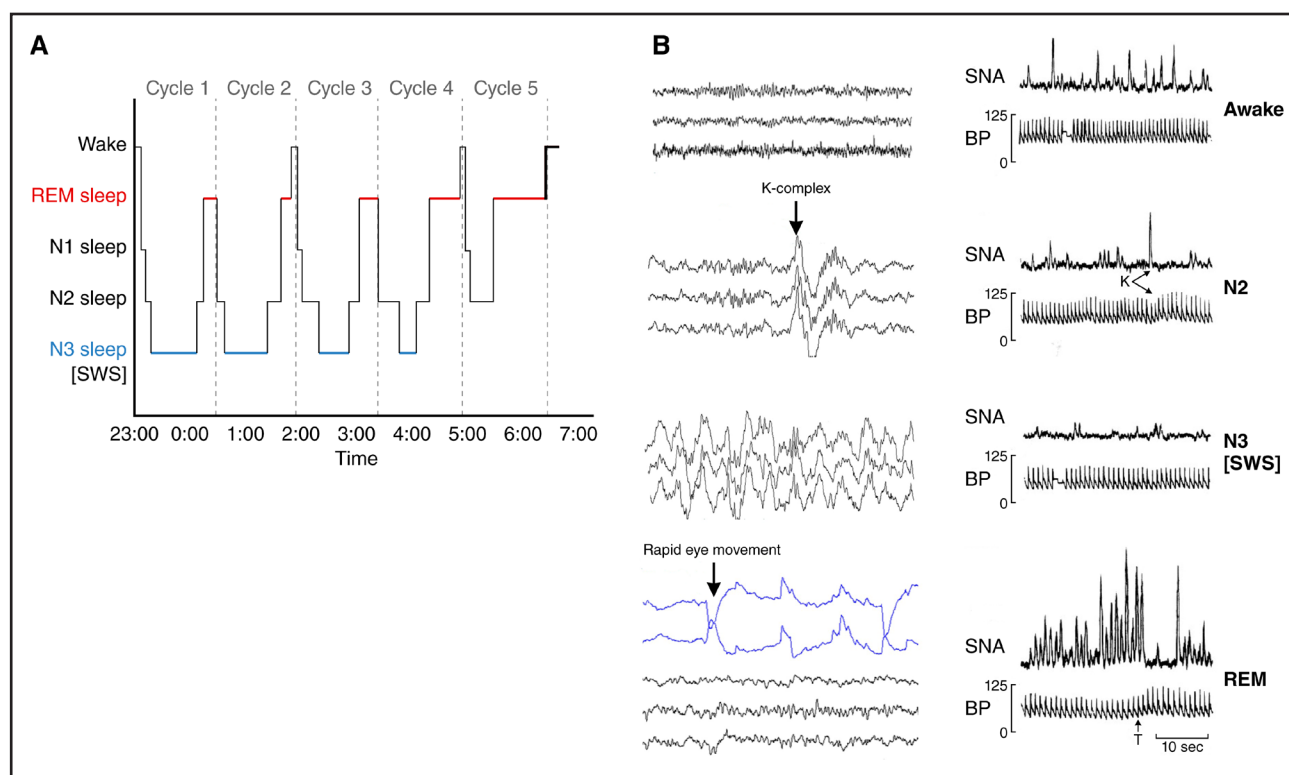 A
Cycle 1 Cycle 2 Cycle 3 Cycle 4 Cycle 5
Wake
REM sleep
N1 sleep
N2 sleep
N3 sleep
[SWS]
23:00 0:00 1:00 2:00 3:00 4:00 5:00 6:00 7:00
Time
B
SNA
Awake
125
BP
0
K-complex
SNA
K
N2
125
BP
0
SNA
N3
[SWS]
125
BP
0
Rapid eye movement
SNA
REM
125
BP
0
T
10 sec